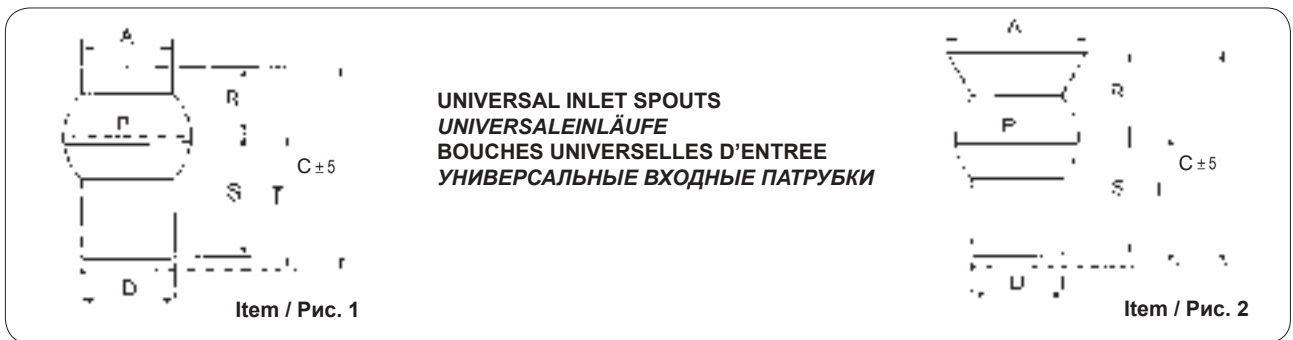 A
R
C ± 5
S
D
Item / Рис. 1
UNIVERSAL INLET SPOUTS
UNIVERSALEINLÄUFE
BOUCHES UNIVERSELLES D’ENTREE
УНИВЕРСАЛЬНЫЕ ВХОДНЫЕ ПАТРУБКИ
A
R
P
C ± 5
S
Item / Рис. 2